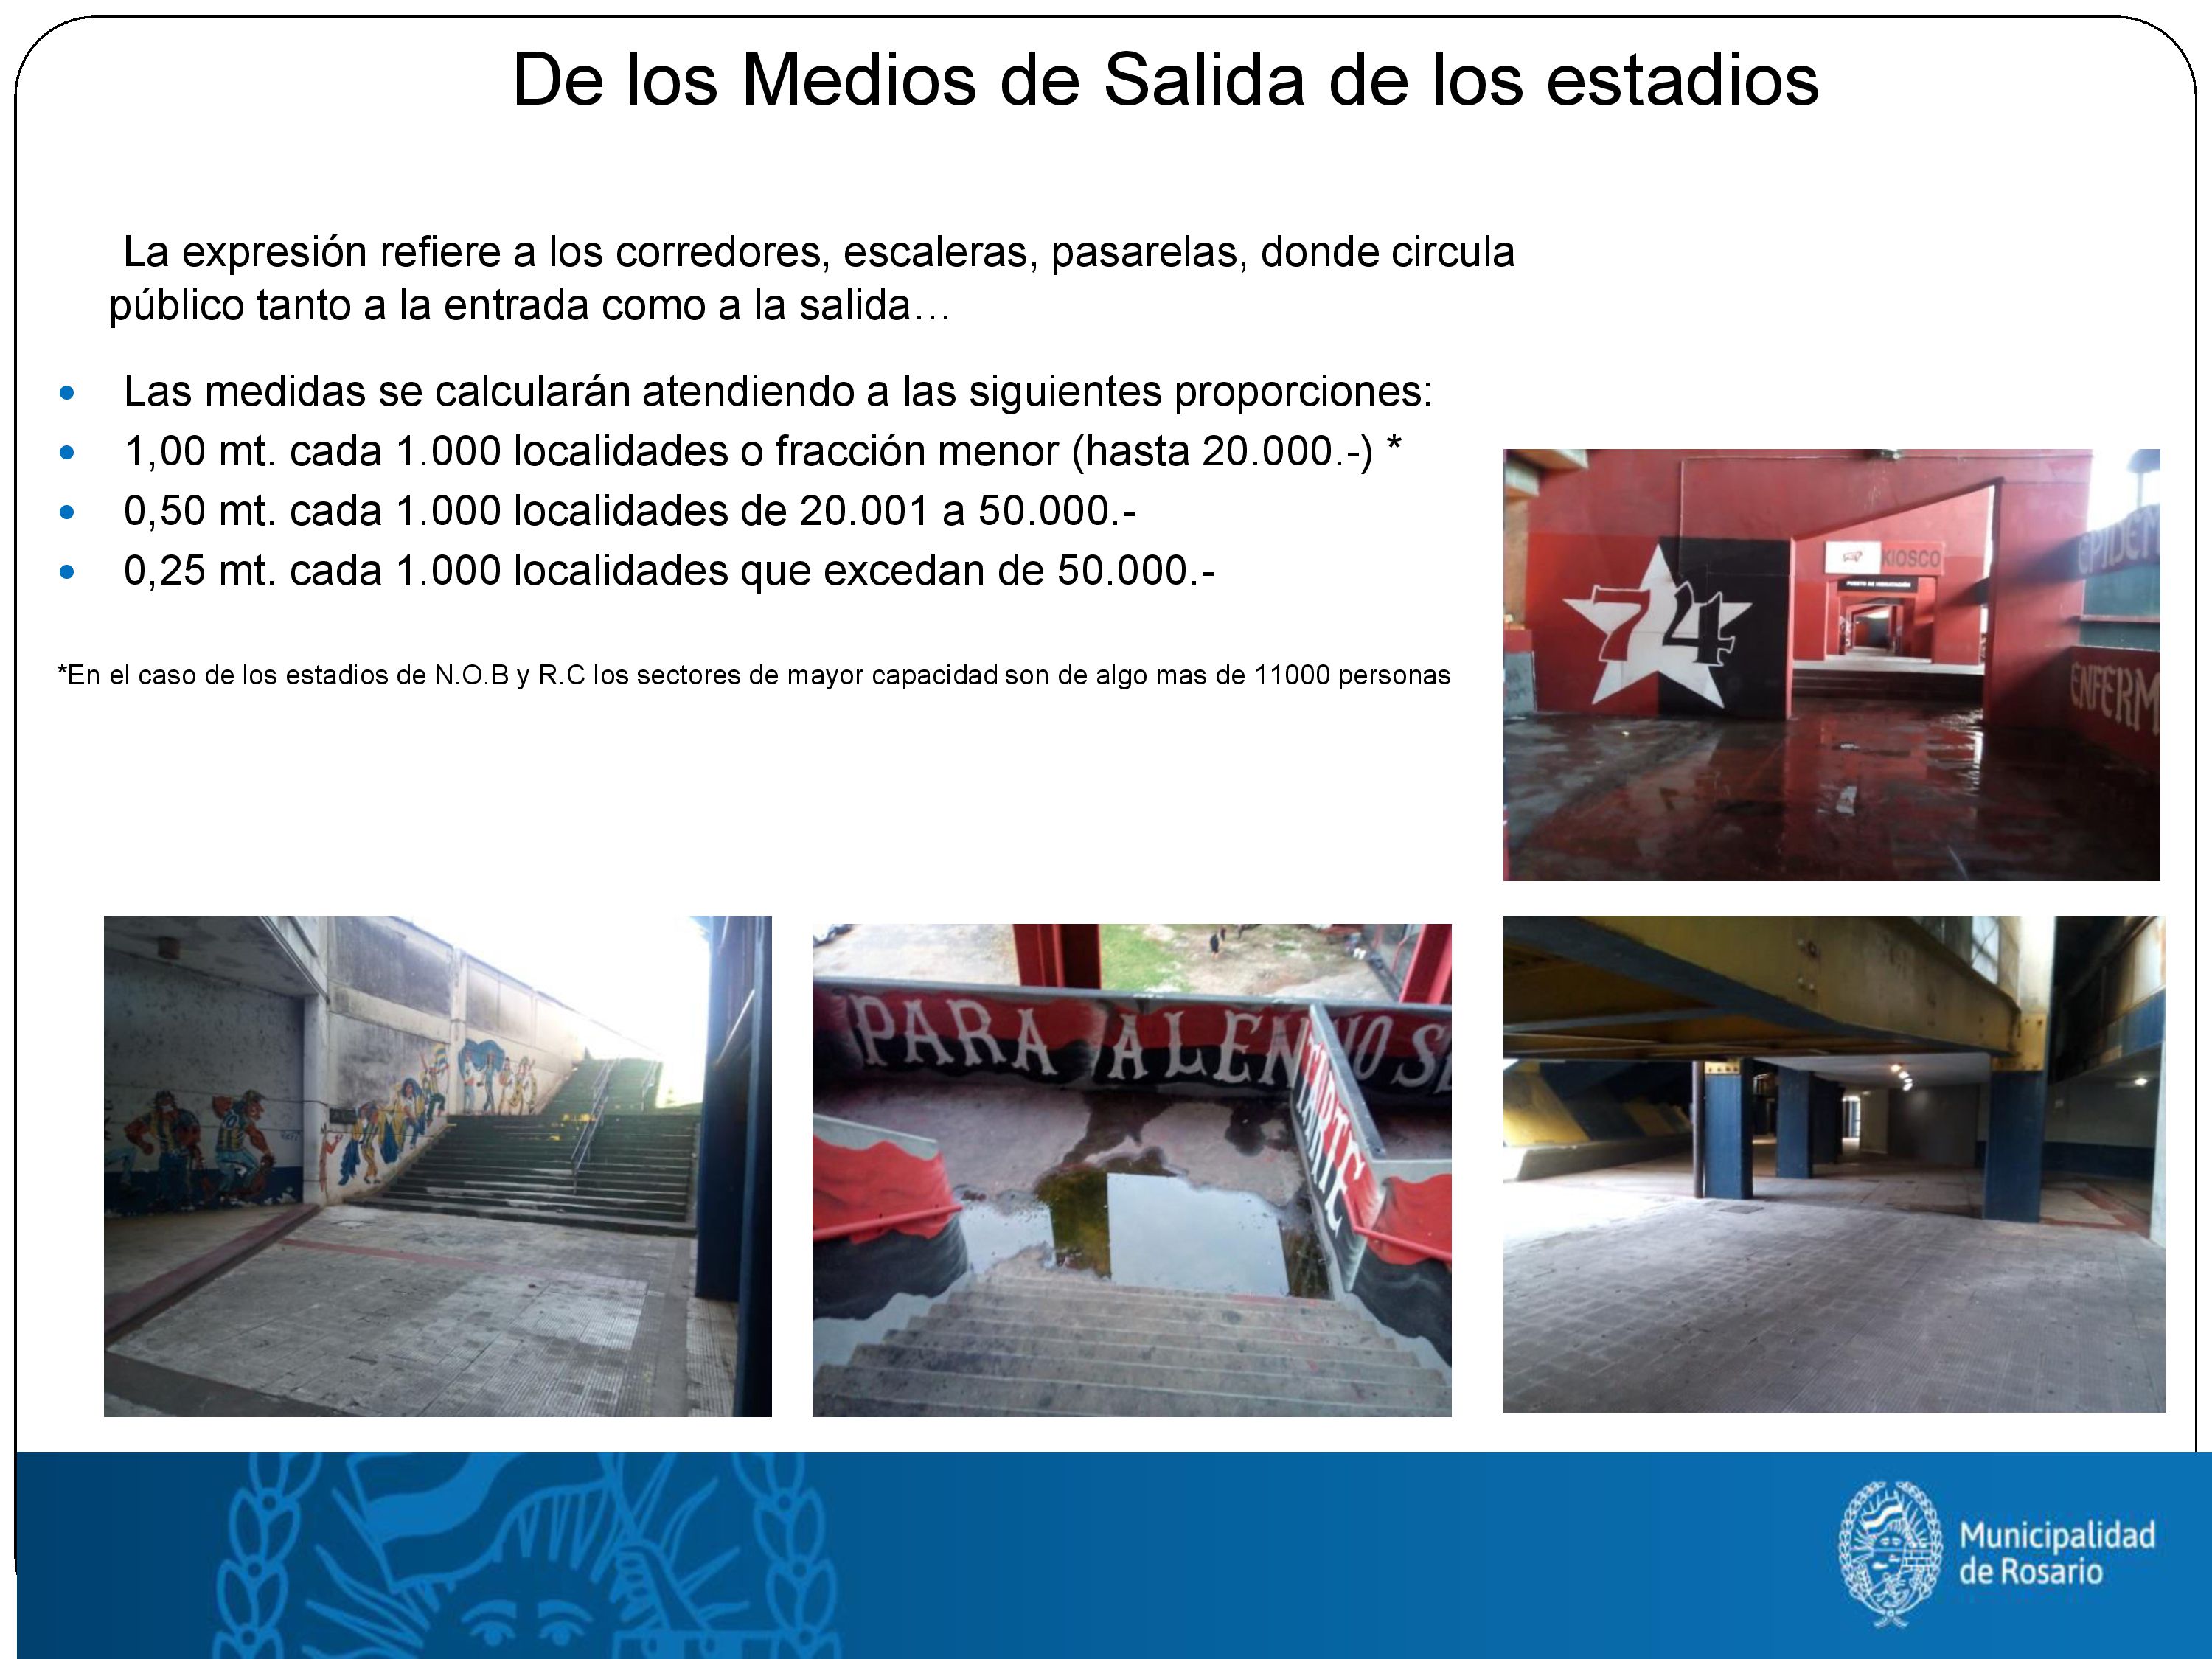 De los Medios de Salida de los estadios
La expresión refiere a los corredores, escaleras, pasarelas, donde circula
público tanto a la entrada como a la salida…
Las medidas se calcularán atendiendo a las siguientes proporciones:
1,00 mt. cada 1.000 localidades o fracción menor (hasta 20.000.-) *
0,50 mt. cada 1.000 localidades de 20.001 a 50.000.-
0,25 mt. cada 1.000 localidades que excedan de 50.000.-
*En el caso de los estadios de N.O.B y R.C los sectores de mayor capacidad son de algo mas de 11000 personas
74
KIOSCO
PUESTO DE HIDRATACIÓN
EPIDEM
ENFERM
PARA ALEN
TARTE
NO S
Municipalidad
de Rosario